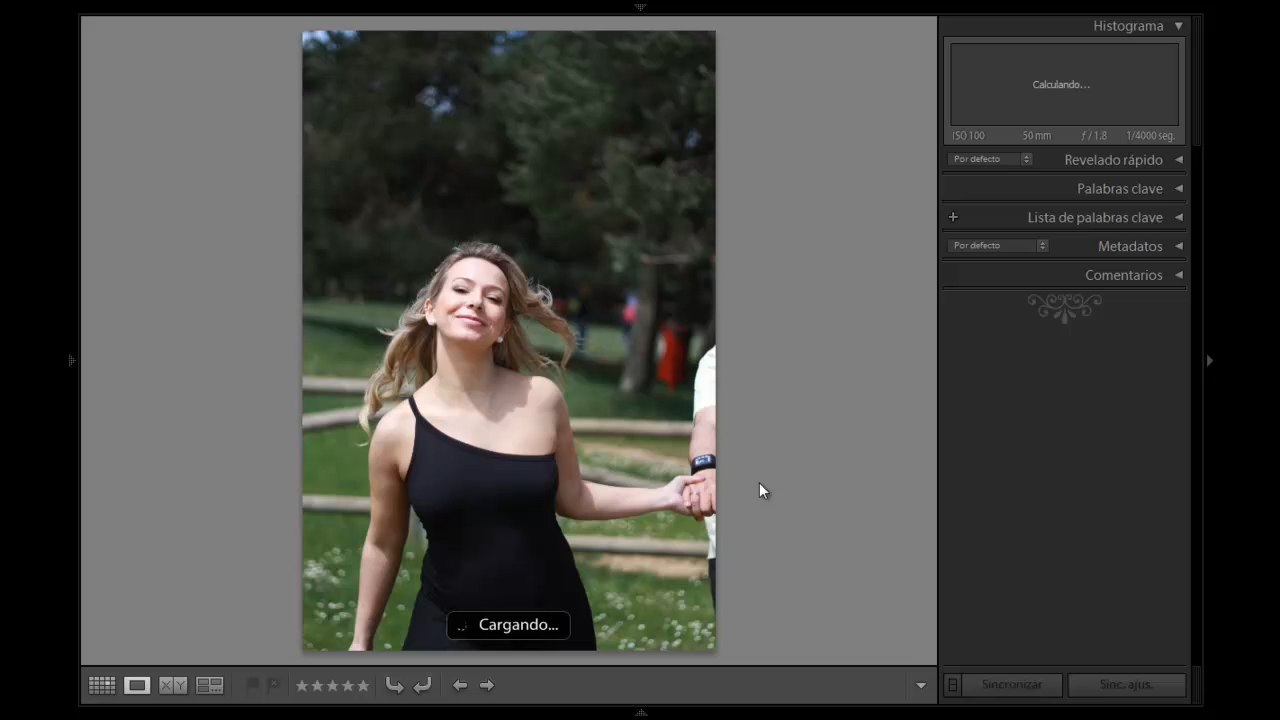 Histograma
Calculando...
ISO 100 50 mm ƒ / 1.8 1/4000 seg.
Por defecto Revelado rápido
Palabras clave
Lista de palabras clave
Por defecto Metadatos
Comentarios
Cargando...
X Y
Sincronizar Sinc. ajus.